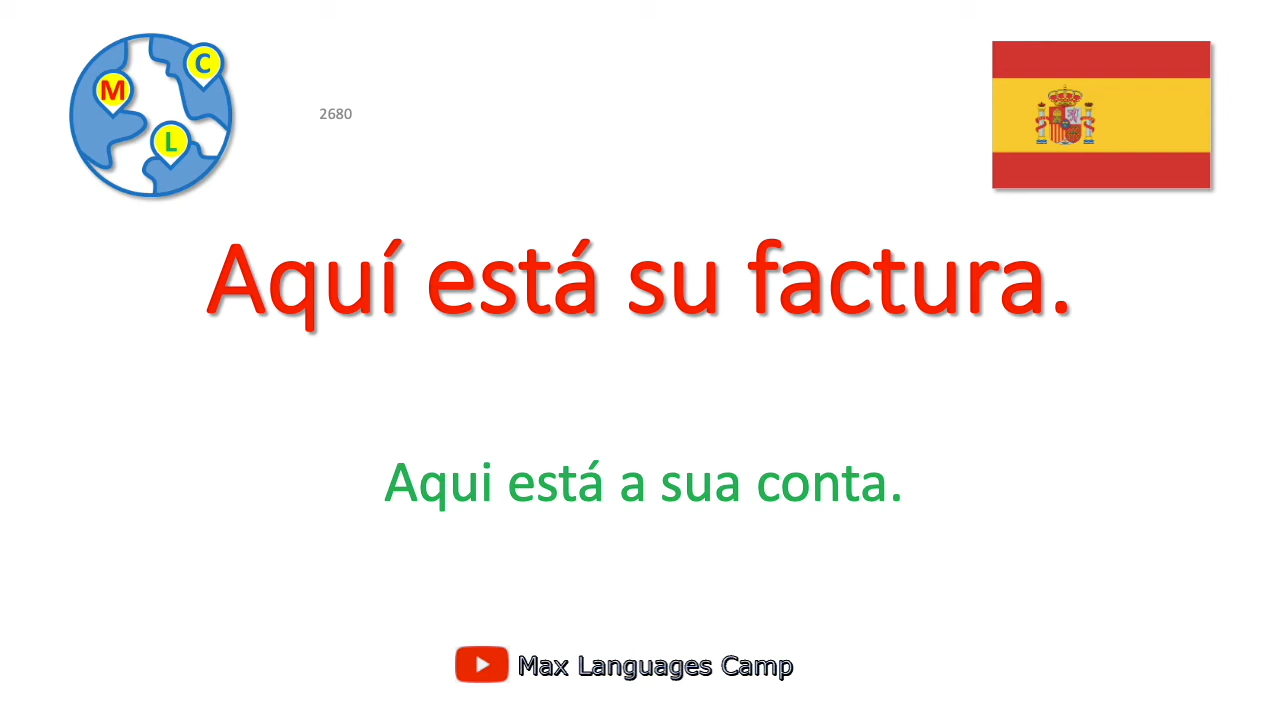 M
C
L
2680
Aquí está su factura.
Aqui está a sua conta.
Max Languages Camp